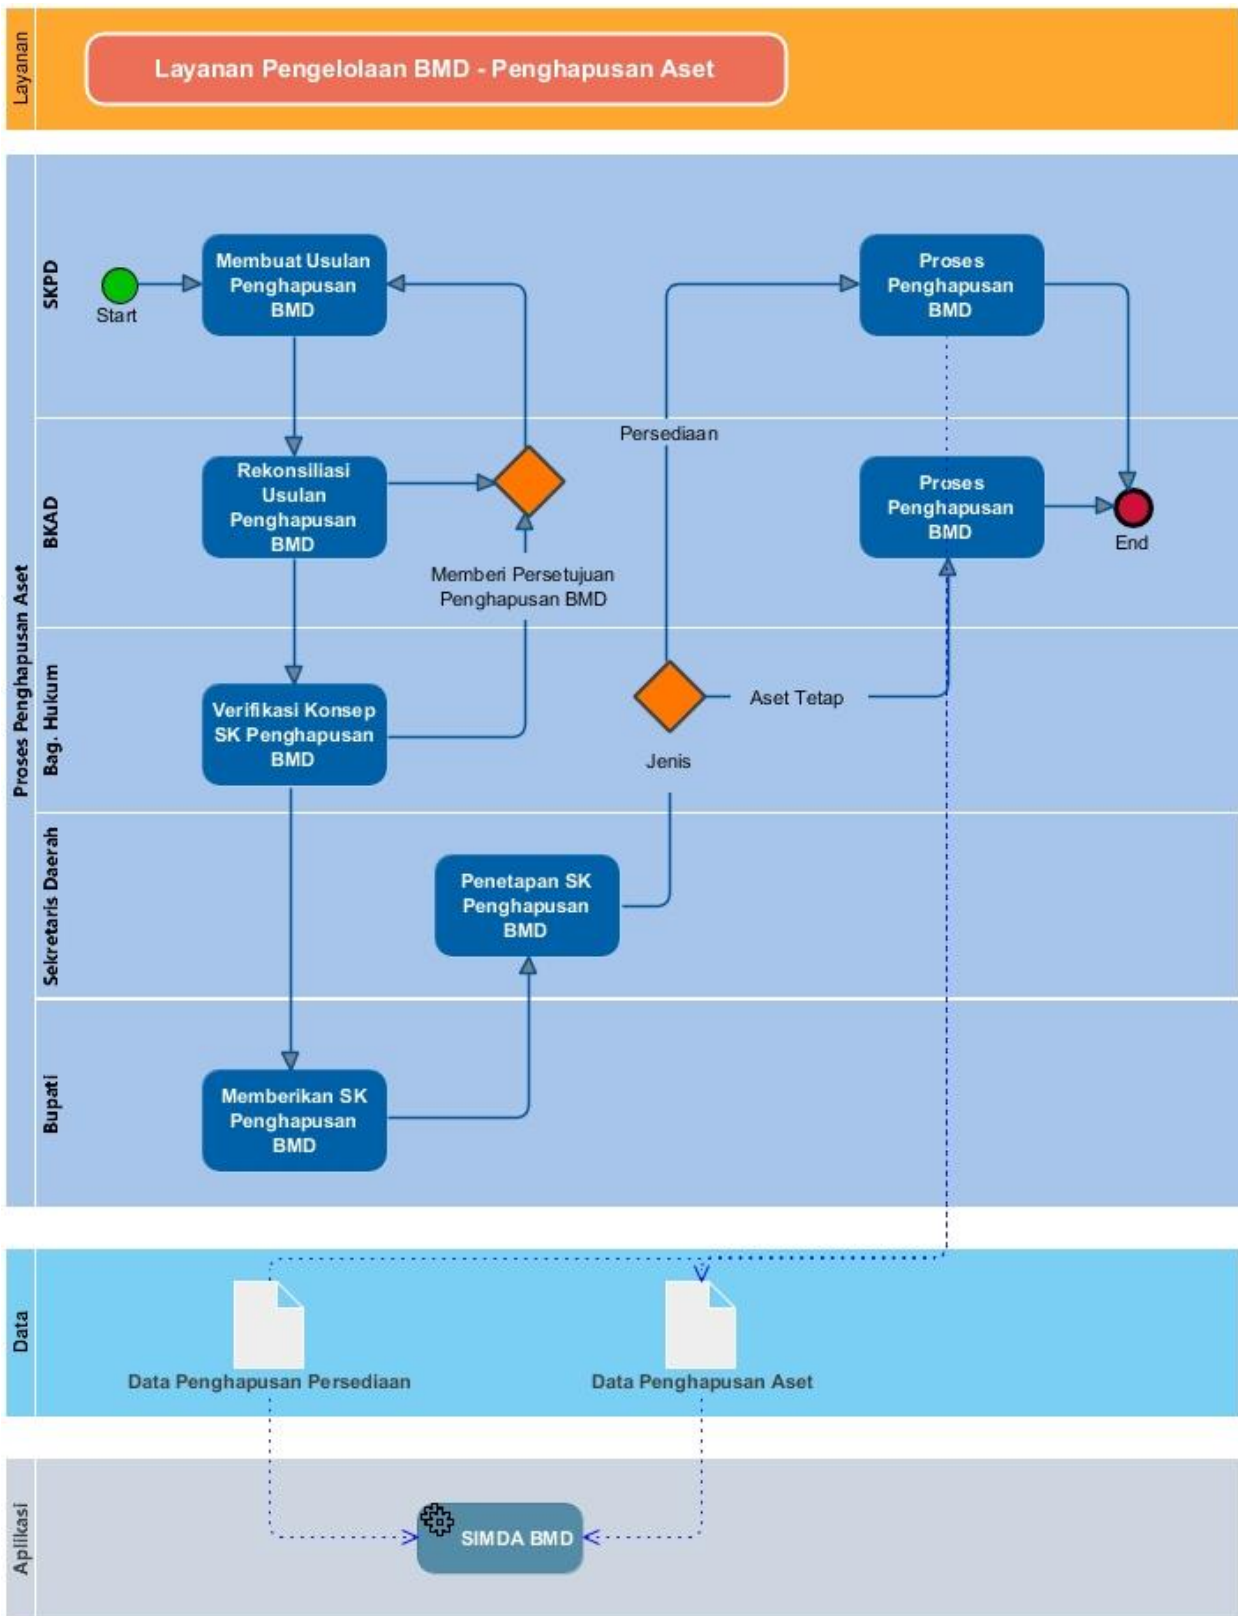 Layanan
Layanan Pengelolaan BMD - Penghapusan Aset
Proses Penghapusan Aset
SKPD
Start
Membuat Usulan
Penghapusan
BMD
Proses
Penghapusan
BMD
BKAD
Rekonsiliasi
Usulan
Penghapusan
BMD
Memberi Persetujuan
Penghapusan BMD
Persediaan
Proses
Penghapusan
BMD
End
Bag. Hukum
Verifikasi Konsep
SK Penghapusan
BMD
Aset Tetap
Jenis
Sekretaris Daerah
Penetapan SK
Penghapusan
BMD
Bupati
Memberikan SK
Penghapusan
BMD
Data
Data Penghapusan Persediaan
Data Penghapusan Aset
Aplikasi
SIMDA BMD